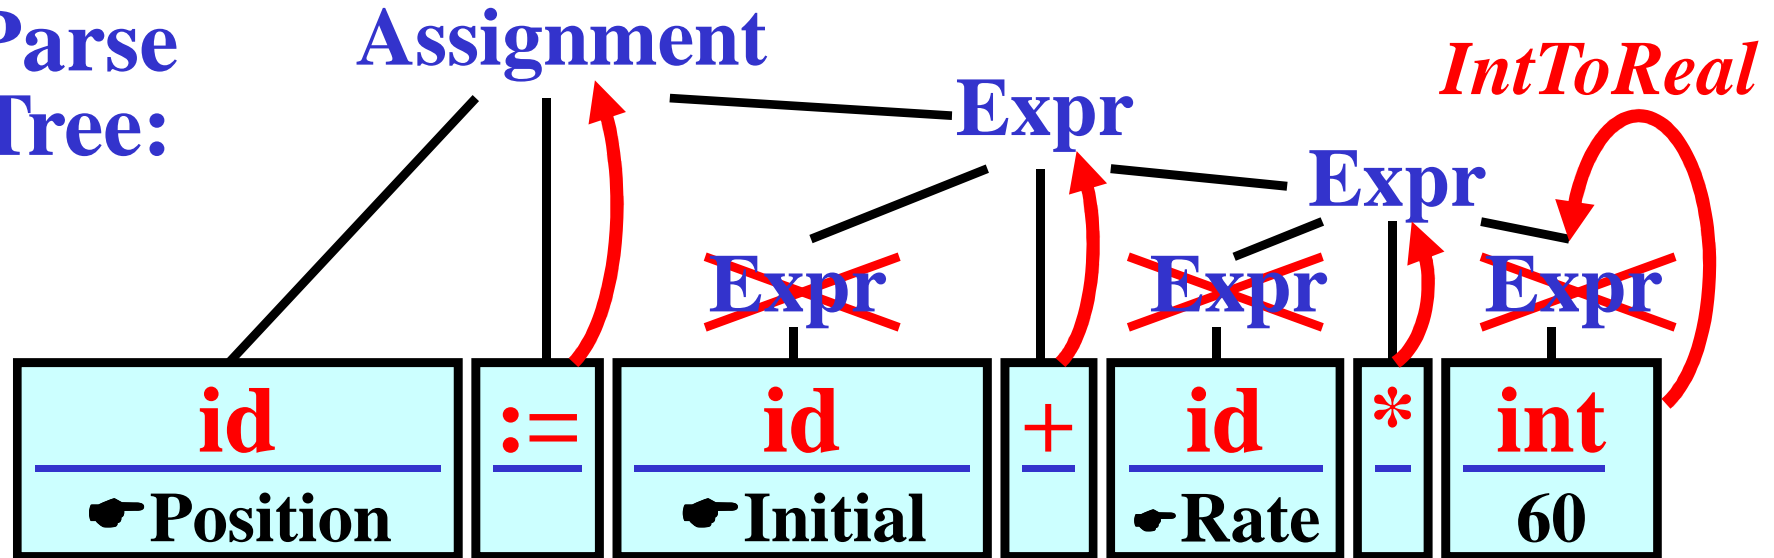 Parse
Tree:
Assignment
Expr
IntToReal
Expr
Expr
Expr
Expr
id
:=
id
+
id
*
int
☛Position
☛Initial
☛Rate
60